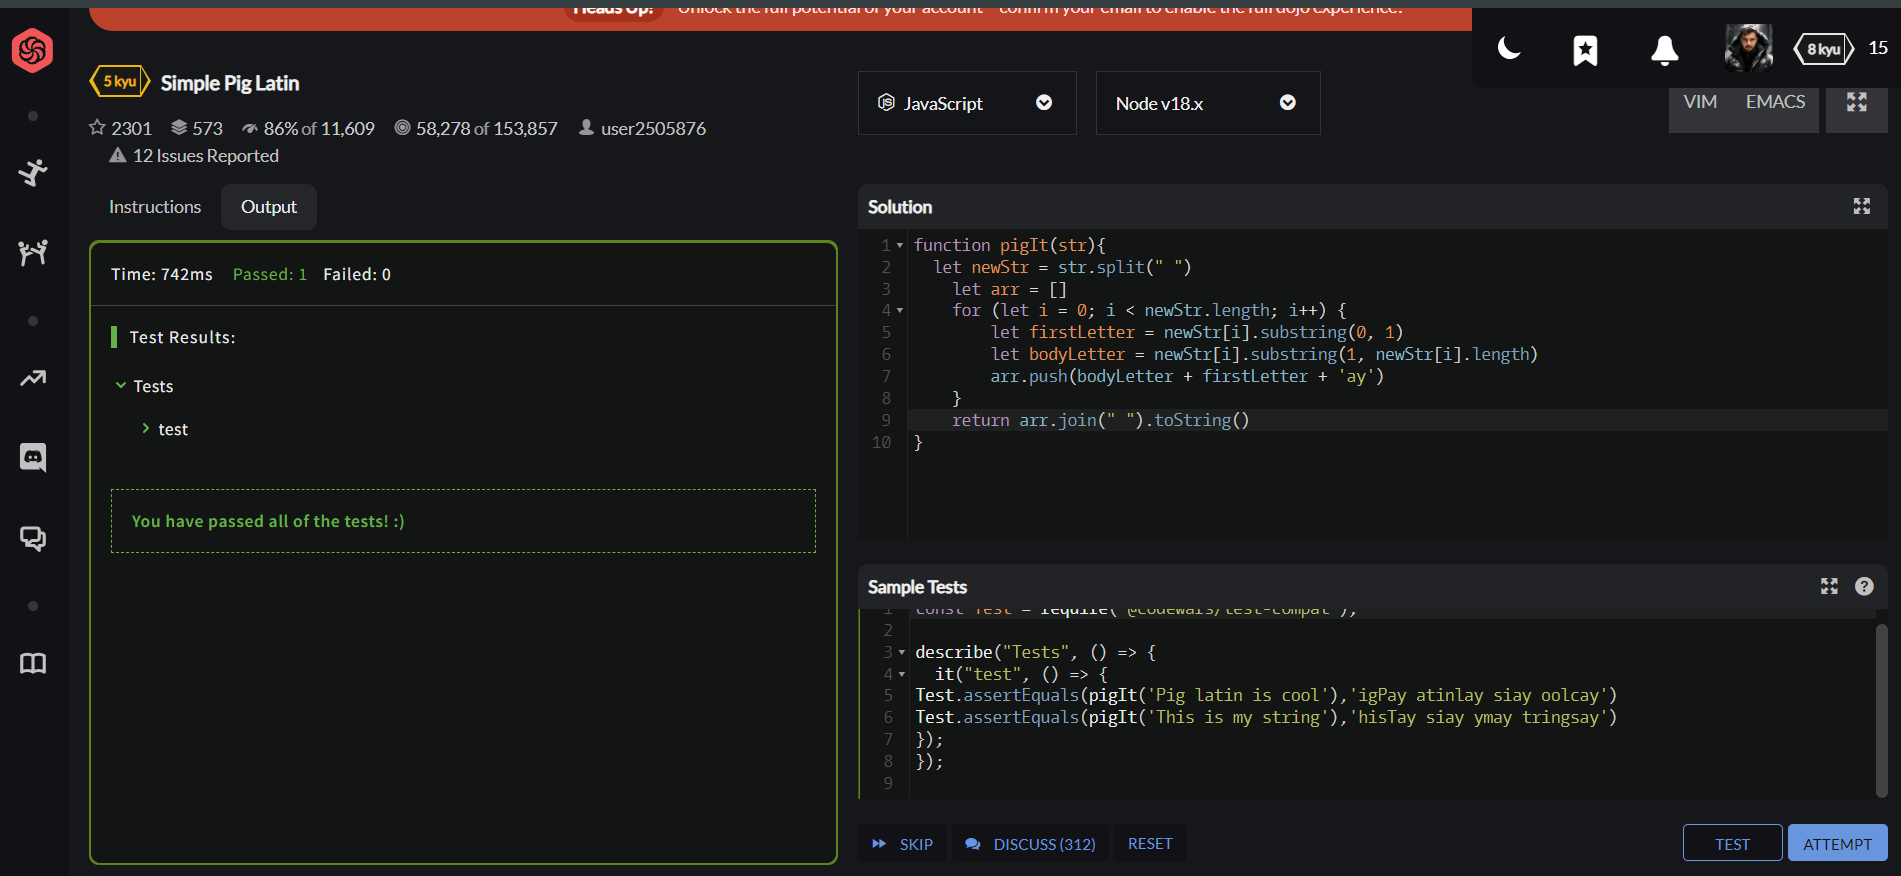 Heads Up! Unlock the full potential of your account - confirm your email to enable the full dojo experience.
8 kyu 15
5 kyu Simple Pig Latin
2301 573 86% of 11,609 58,278 of 153,857 user2505876
12 Issues Reported
JavaScript
Node v18.x
VIM EMACS
Instructions Output
Time: 742ms Passed: 1 Failed: 0
Test Results:
Tests
test
You have passed all of the tests! :)
Solution
1 function pigIt(str){
2 let newStr = str.split(" ")
3 let arr = []
4 for (let i = 0; i < newStr.length; i++) {
5 let firstLetter = newStr[i].substring(0, 1)
6 let bodyLetter = newStr[i].substring(1, newStr[i].length)
7 arr.push(bodyLetter + firstLetter + 'ay')
8 }
9 return arr.join(" ").toString()
10 }
Sample Tests
1 const Test = require('@codewars/test-compat');
2
3 describe("Tests", () => {
4 it("test", () => {
5 Test.assertEquals(pigIt('Pig latin is cool'),'igPay atinlay siay oolcay')
6 Test.assertEquals(pigIt('This is my string'),'hisTay siay ymay tringsay')
7 });
8 });
9
SKIP DISCUSS (312) RESET
TEST ATTEMPT